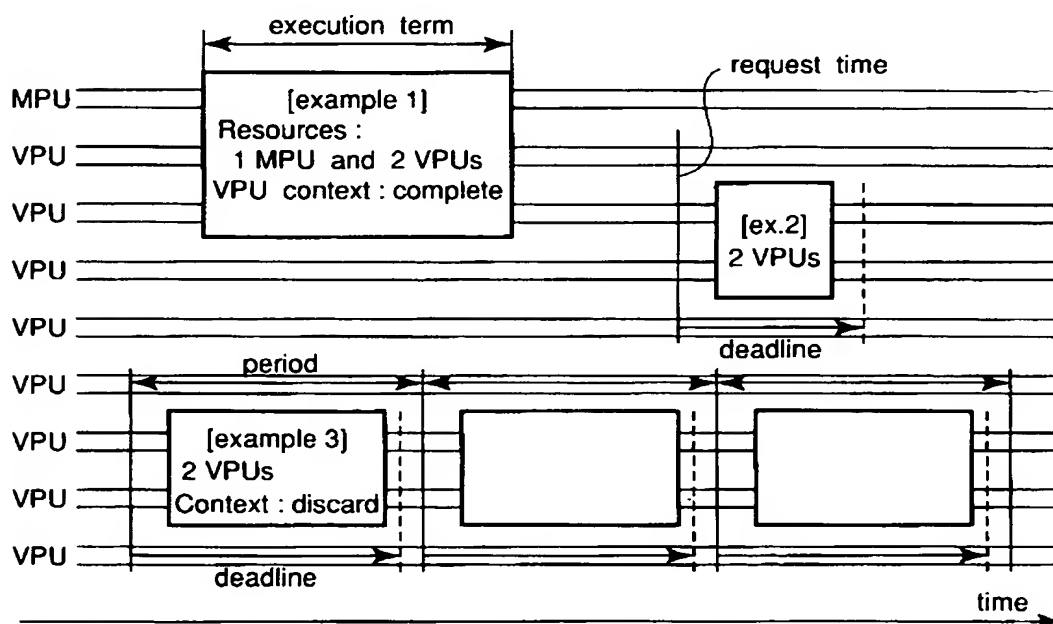 execution term
request time
MPU
[example 1]
Resources :
1 MPU and 2 VPUs
VPU context : complete
VPU
VPU
[ex.2]
2 VPUs
VPU
VPU
deadline
period
VPU
VPU
[example 3]
2 VPUs
Context : discard
VPU
VPU
deadline
time